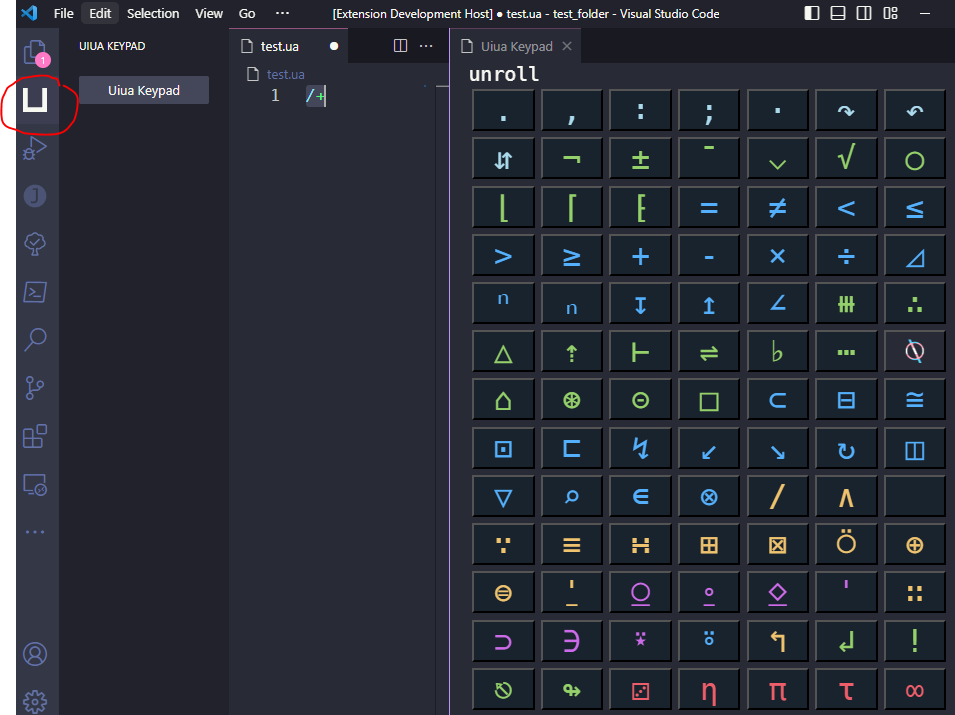 File Edit Selection View Go ··· [Extension Development Host] ● test.ua - test_folder - Visual Studio Code
UIUA KEYPAD
test.ua ●
Uiua Keypad ×
1
test.ua
unroll
Uiua Keypad
1 /+
. , : ; · ↷ ↶
⇵ ¬ ± ¯ ⌵ √ ○
⌊ ⌈ ⁅ = ≠ < ≤
> ≥ + - × ÷ ◿
ⁿ ₙ ↧ ↥ ∠ ⧻ ∴
△ ⇡ ⊢ ⇌ ♭ ⋯ ⍉
⌂ ⊛ ⊝ □ ⊂ ⊟ ≅
⊡ ⊏ ↯ ↙ ↘ ↻ ◫
▽ ⌕ ∊ ⊗ / ∧
∵ ≡ ∺ ⊞ ⊠ ⍥ ⊕
⊜ ⍘ ⍜ ⍛ ⍚ ' ∷
⊃ ∋ ⍣ ⍤ ↰ ↲ !
⎋ ↬ ⚂ η π τ ∞